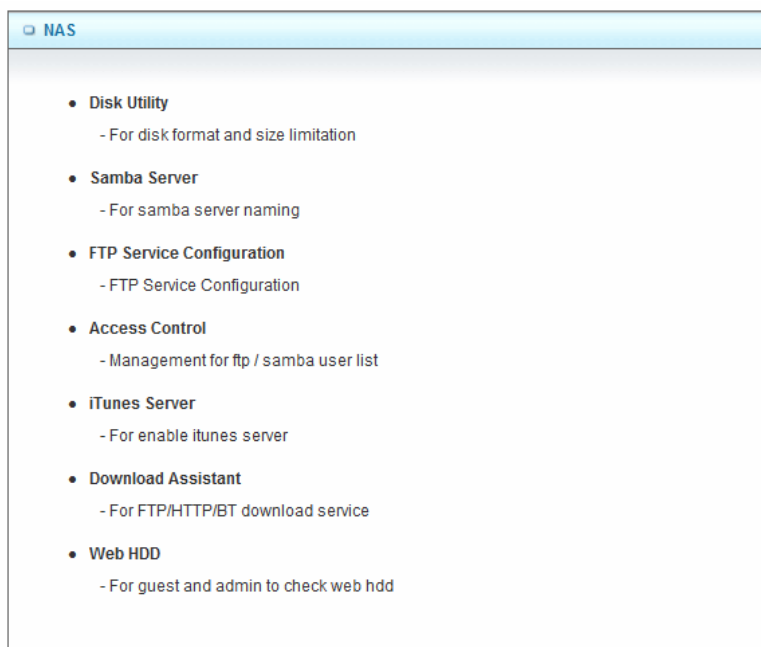 NAS
● Disk Utility
- For disk format and size limitation
● Samba Server
- For samba server naming
● FTP Service Configuration
- FTP Service Configuration
● Access Control
- Management for ftp / samba user list
● iTunes Server
- For enable itunes server
● Download Assistant
- For FTP/HTTP/BT download service
● Web HDD
- For guest and admin to check web hdd